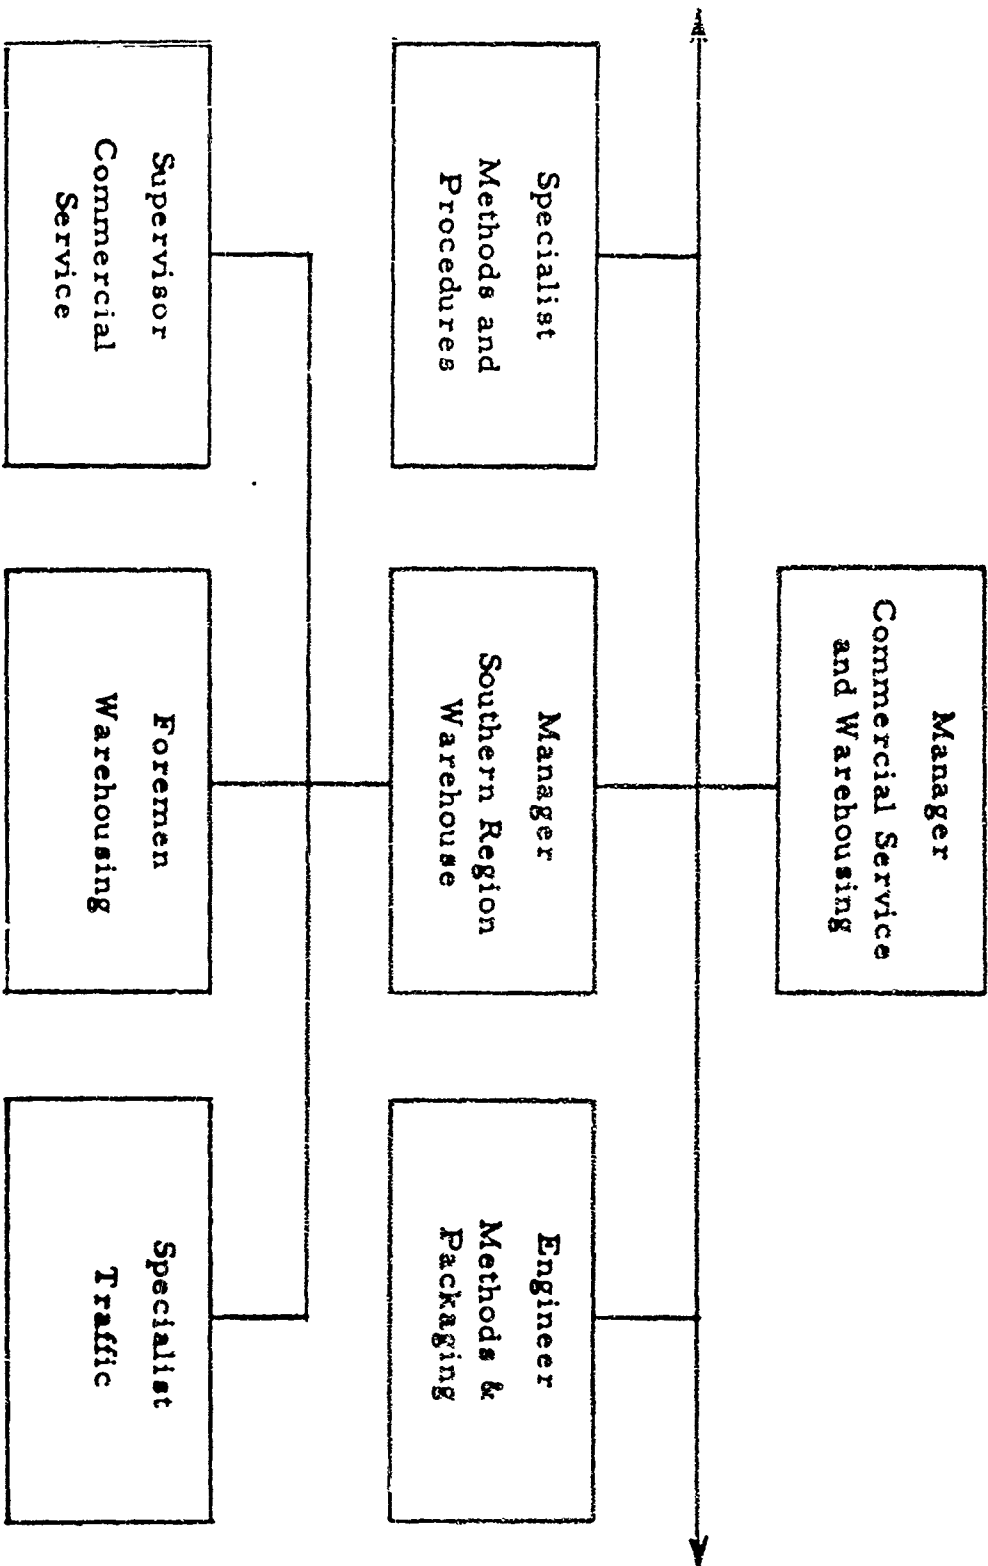 Manager
Commercial Service
and Warehousing
Specialist
Methods and
Procedures
Manager
Southern Region
Warehouse
Engineer
Methods &
Packaging
Supervisor
Commercial
Service
Foremen
Warehousing
Specialist
Traffic